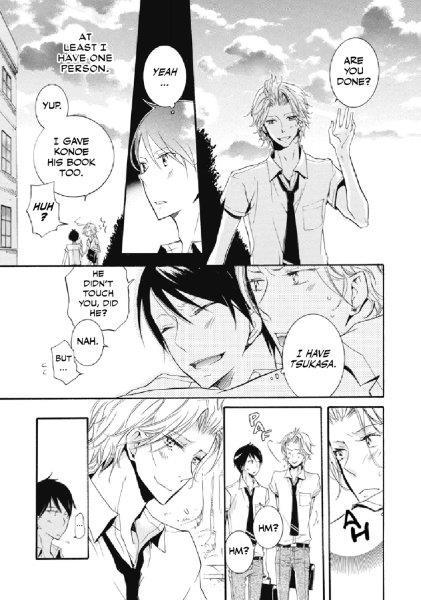 ARE
YOU
DONE?
YEAH
...
AT
LEAST I
HAVE ONE
PERSON.
YUP.
I GAVE
KONOE
HIS BOOK
TOO.
HUH
?
I HAVE
TSUKASA.
HE
DIDN'T
TOUCH
YOU, DID
HE?
NAH.
BUT
...
AH
HM?
HM?